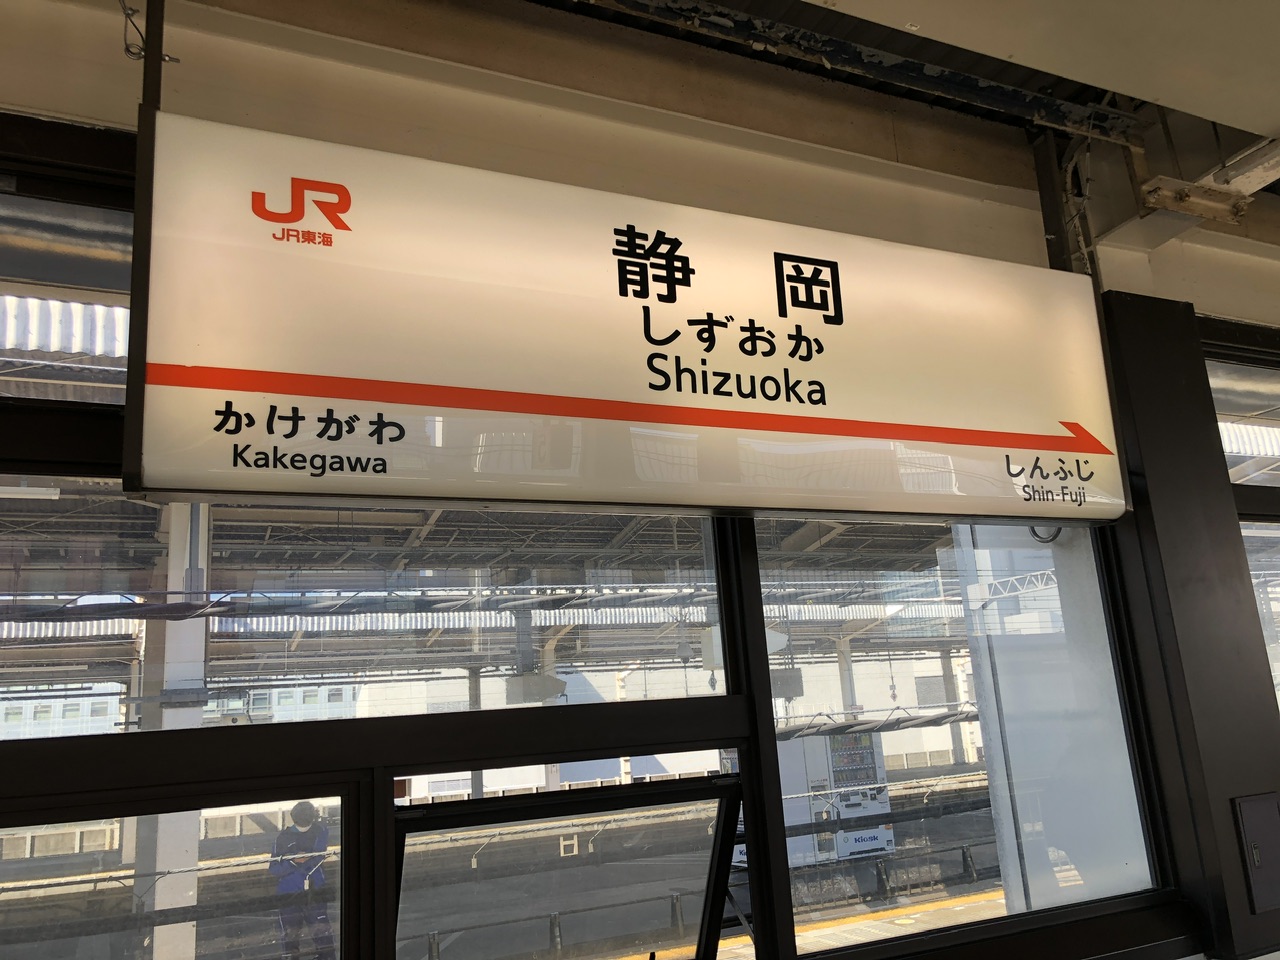 JR
JR東海
静岡
しずおか
Shizuoka
かけがわ
Kakegawa
しんふじ
Shin-Fuji
Kiosk